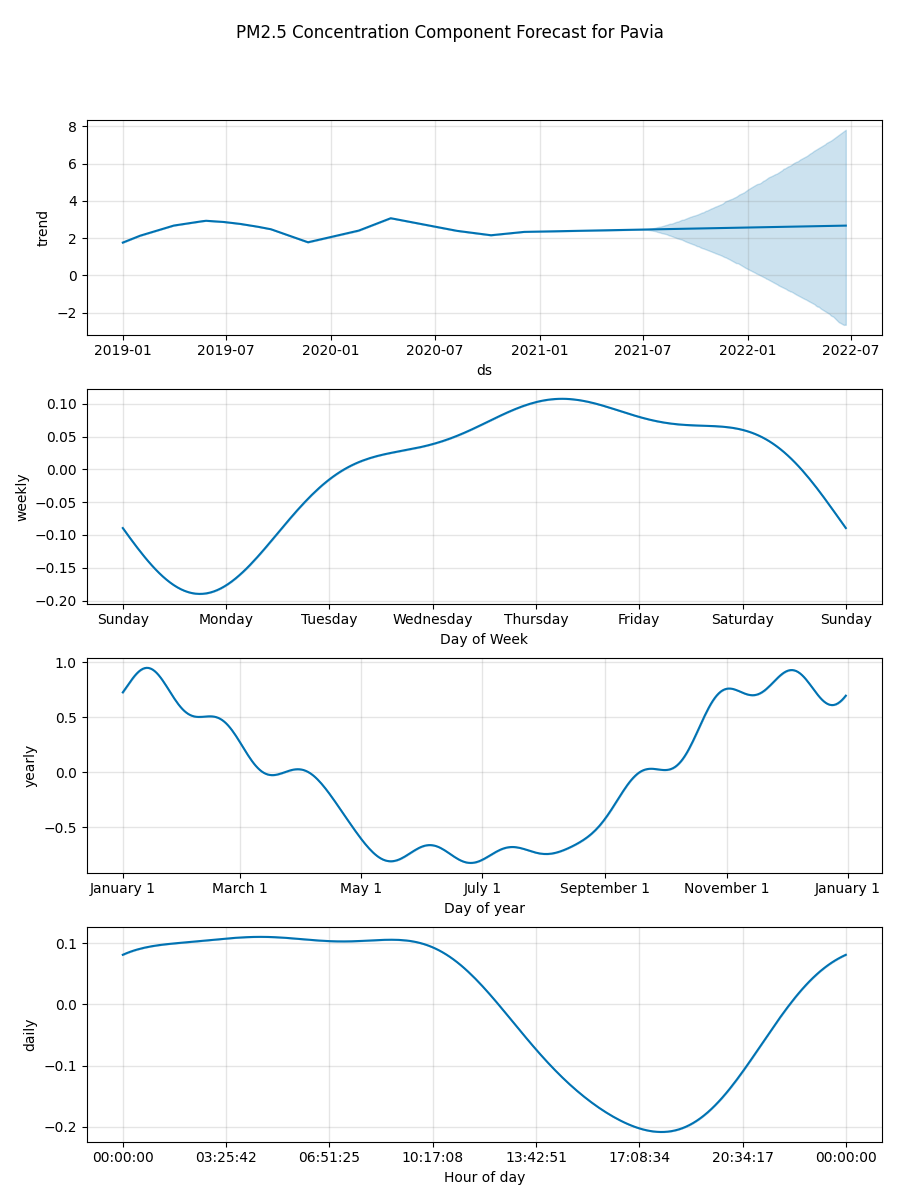 PM2.5 Concentration Component Forecast for Pavia
8
6
4
2
0
−2
trend
2019-01 2019-07 2020-01 2020-07 2021-01 2021-07 2022-01 2022-07
ds
0.10
0.05
0.00
−0.05
−0.10
−0.15
−0.20
weekly
Sunday Monday Tuesday Wednesday Thursday Friday Saturday Sunday
Day of Week
1.0
0.5
0.0
−0.5
yearly
January 1 March 1 May 1 July 1 September 1 November 1 January 1
Day of year
0.1
0.0
−0.1
−0.2
daily
00:00:00 03:25:42 06:51:25 10:17:08 13:42:51 17:08:34 20:34:17 00:00:00
Hour of day